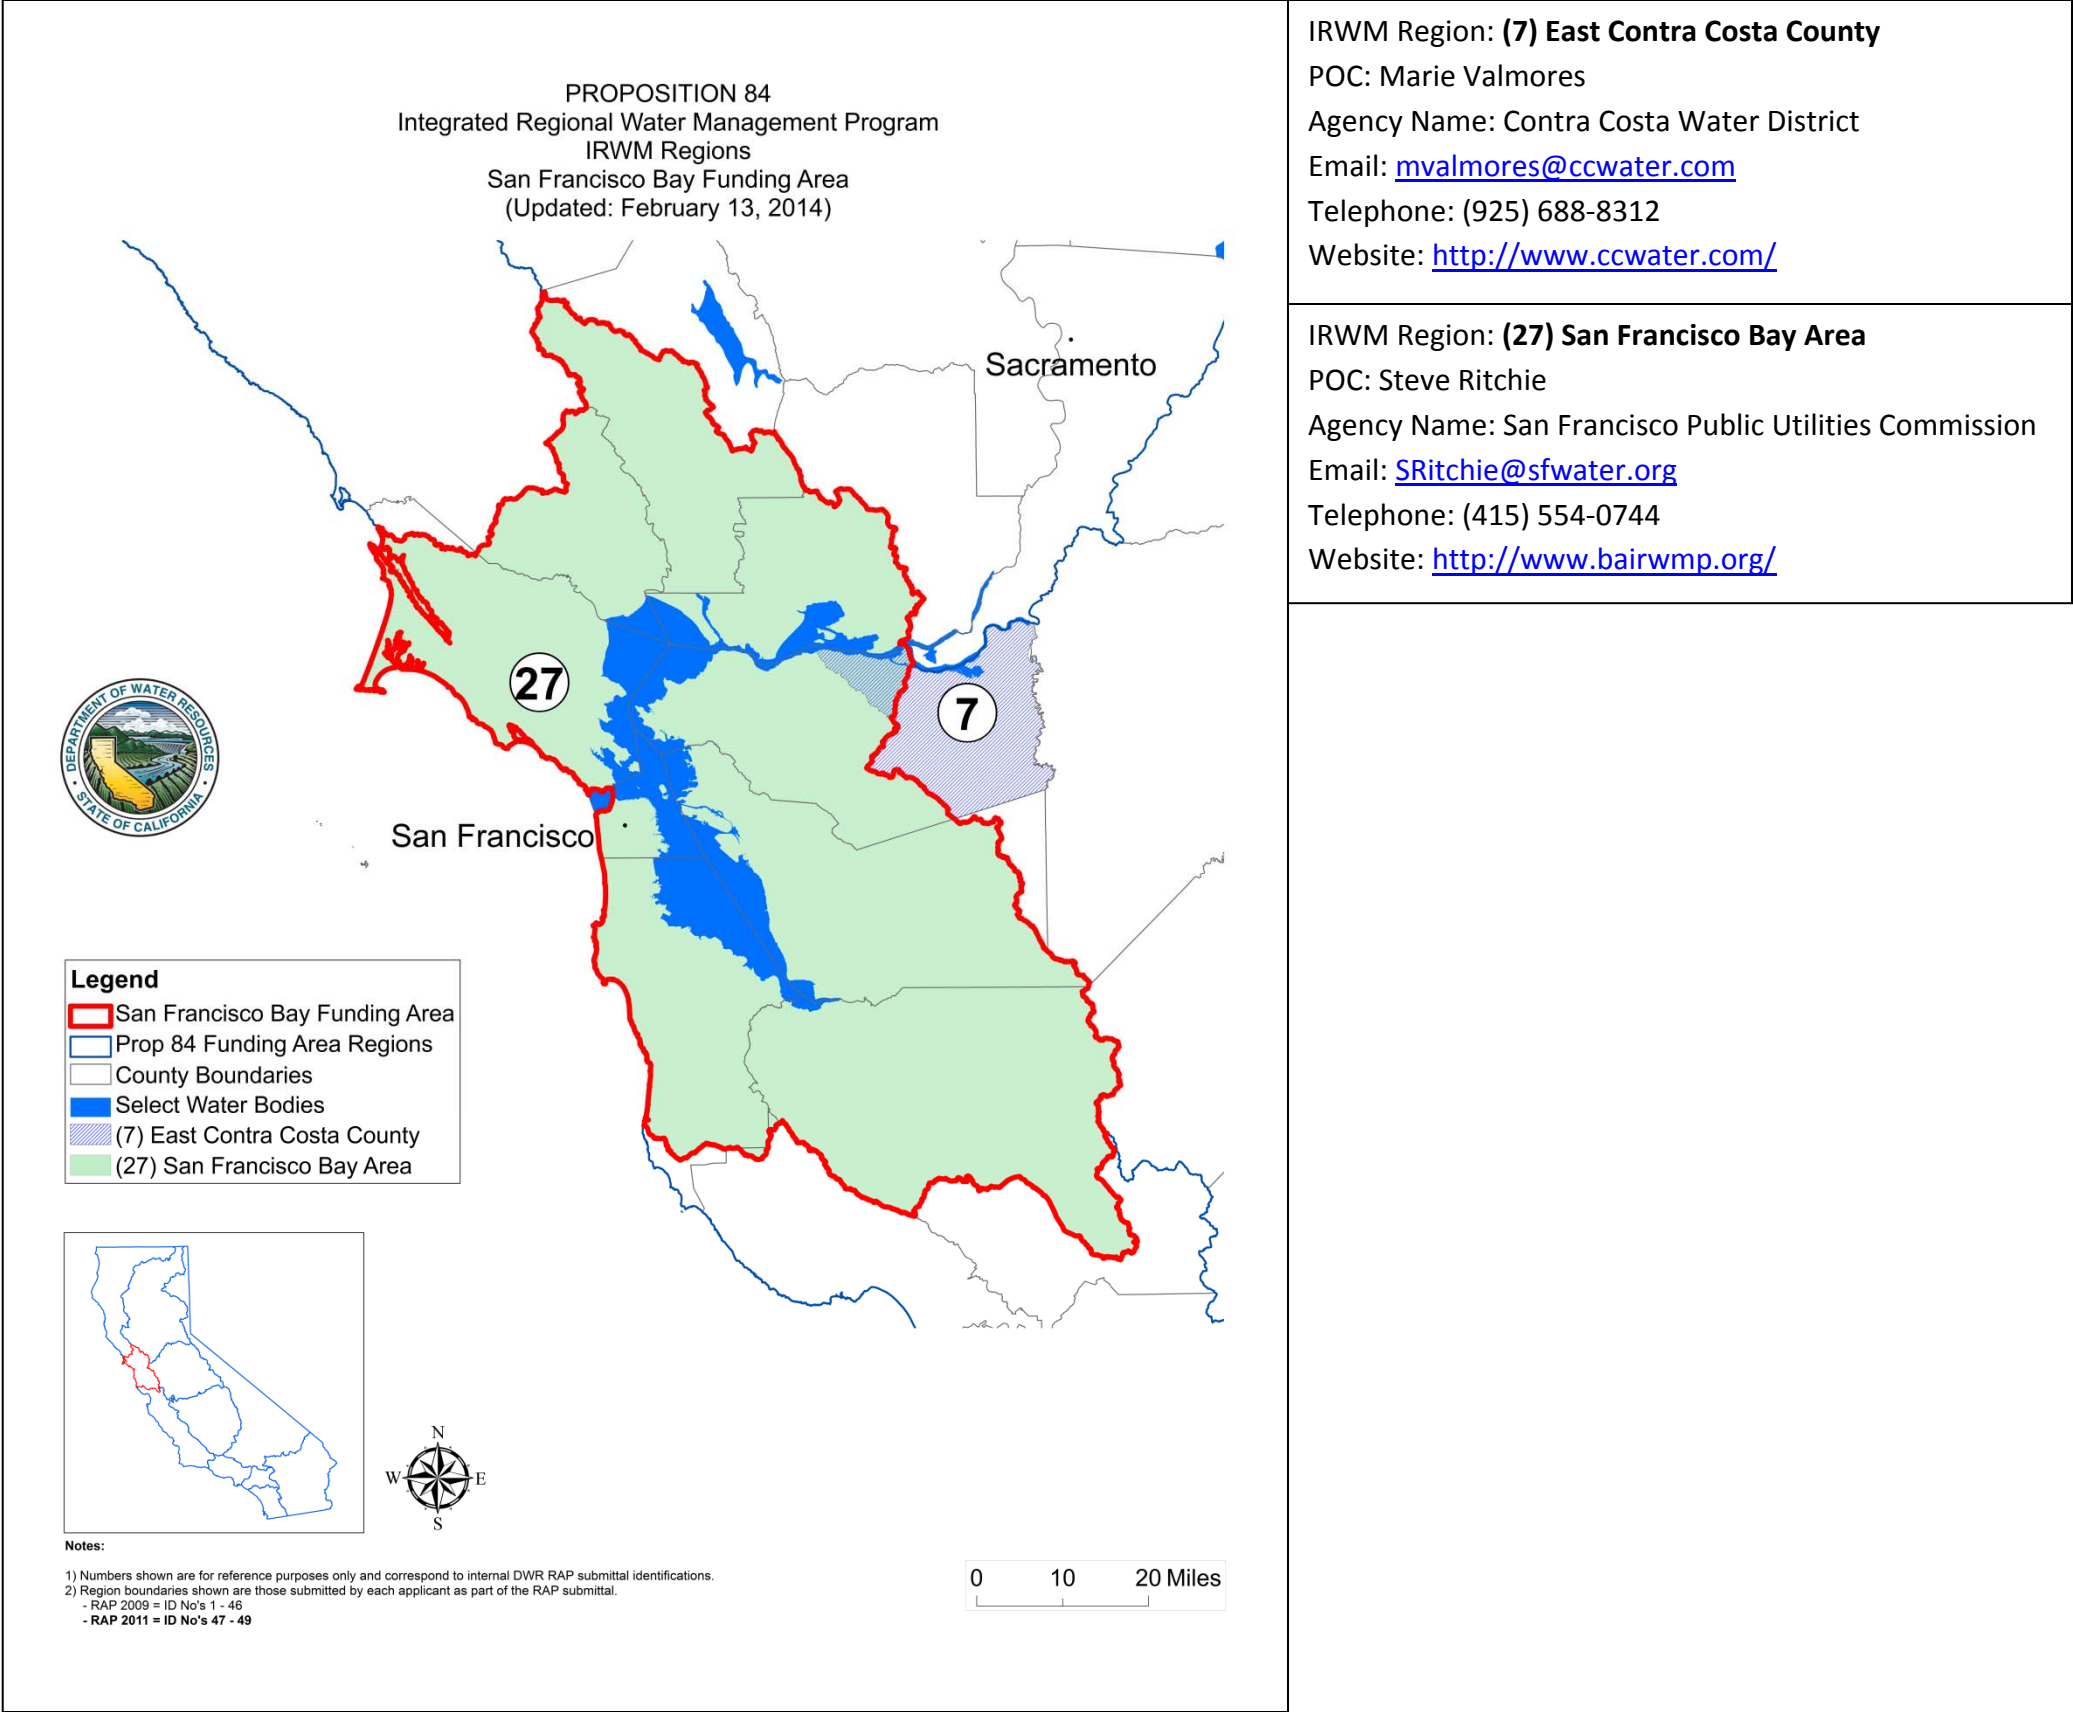 PROPOSITION 84
Integrated Regional Water Management Program
IRWM Regions
San Francisco Bay Funding Area
(Updated: February 13, 2014)
Sacramento
27
7
DEPARTMENT OF WATER RESOURCES
STATE OF CALIFORNIA
San Francisco
Legend
San Francisco Bay Funding Area
Prop 84 Funding Area Regions
County Boundaries
Select Water Bodies
(7) East Contra Costa County
(27) San Francisco Bay Area
N
W
E
S
Notes:
1) Numbers shown are for reference purposes only and correspond to internal DWR RAP submittal identifications.
2) Region boundaries shown are those submitted by each applicant as part of the RAP submittal.
- RAP 2009 = ID No's 1 - 46
- RAP 2011 = ID No's 47 - 49
0 10 20 Miles
IRWM Region: (7) East Contra Costa County
POC: Marie Valmores
Agency Name: Contra Costa Water District
Email: mvalmores@ccwater.com
Telephone: (925) 688-8312
Website: http://www.ccwater.com/
IRWM Region: (27) San Francisco Bay Area
POC: Steve Ritchie
Agency Name: San Francisco Public Utilities Commission
Email: SRitchie@sfwater.org
Telephone: (415) 554-0744
Website: http://www.bairwmp.org/